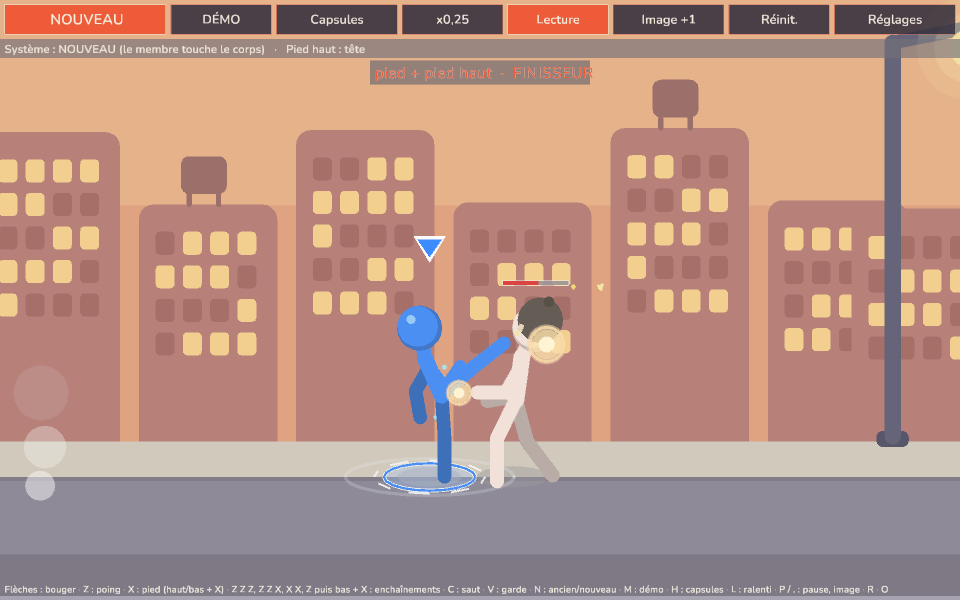 NOUVEAU
DÉMO
Capsules
x0,25
Lecture
Image +1
Réinit.
Réglages
Système : NOUVEAU (le membre touche le corps) · Pied haut : tête
pied + pied haut - FINISSEUR
Flèches : bouger · Z : poing · X : pied (haut/bas + X) · Z Z Z, Z Z X, X X, Z puis bas + X : enchaînements · C : saut · V : garde · N : ancien/nouveau · M : démo · H : capsules · L : ralenti · P / . : pause, image · R · O